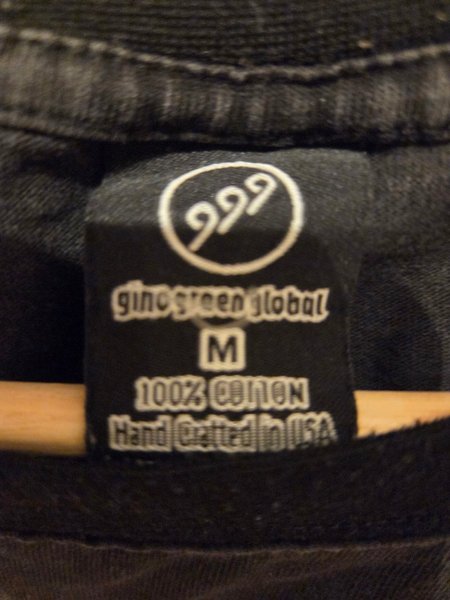 999
gino green global
M
100% COTTON
Hand Crafted in USA